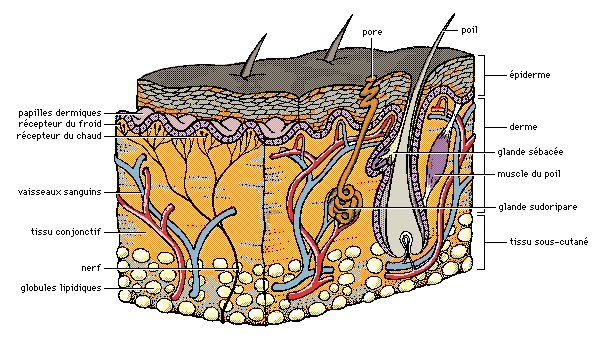 pore
poil
épiderme
papilles dermiques
récepteur du froid
récepteur du chaud
derme
glande sébacée
muscle du poil
vaisseaux sanguins
glande sudoripare
tissu conjonctif
tissu sous-cutané
nerf
globules lipidiques